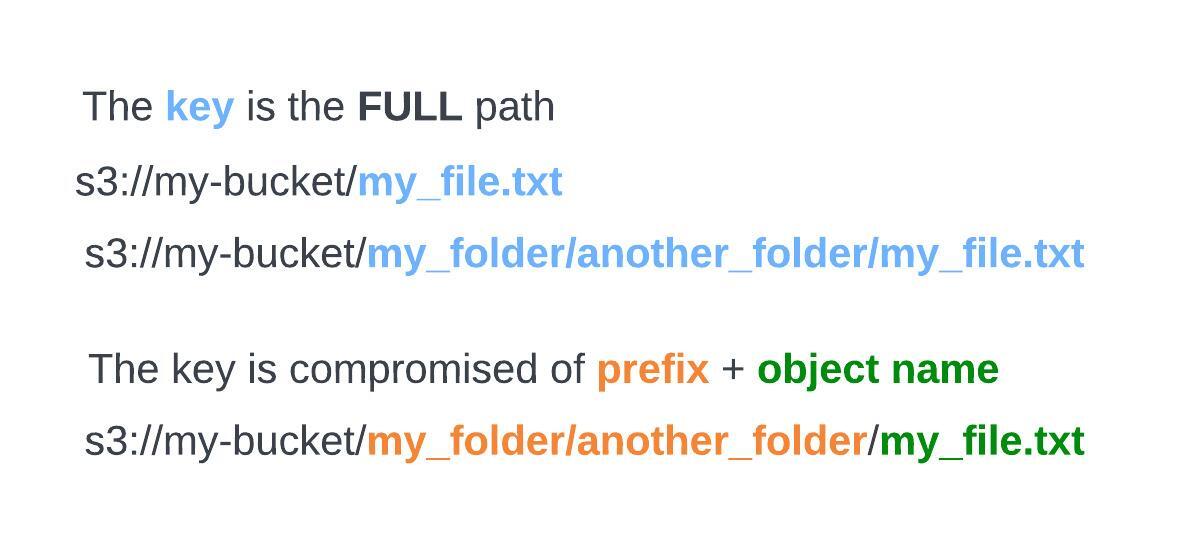 The key is the FULL path
s3://my-bucket/my_file.txt
s3://my-bucket/my_folder/another_folder/my_file.txt
The key is compromised of prefix + object name
s3://my-bucket/my_folder/another_folder/my_file.txt